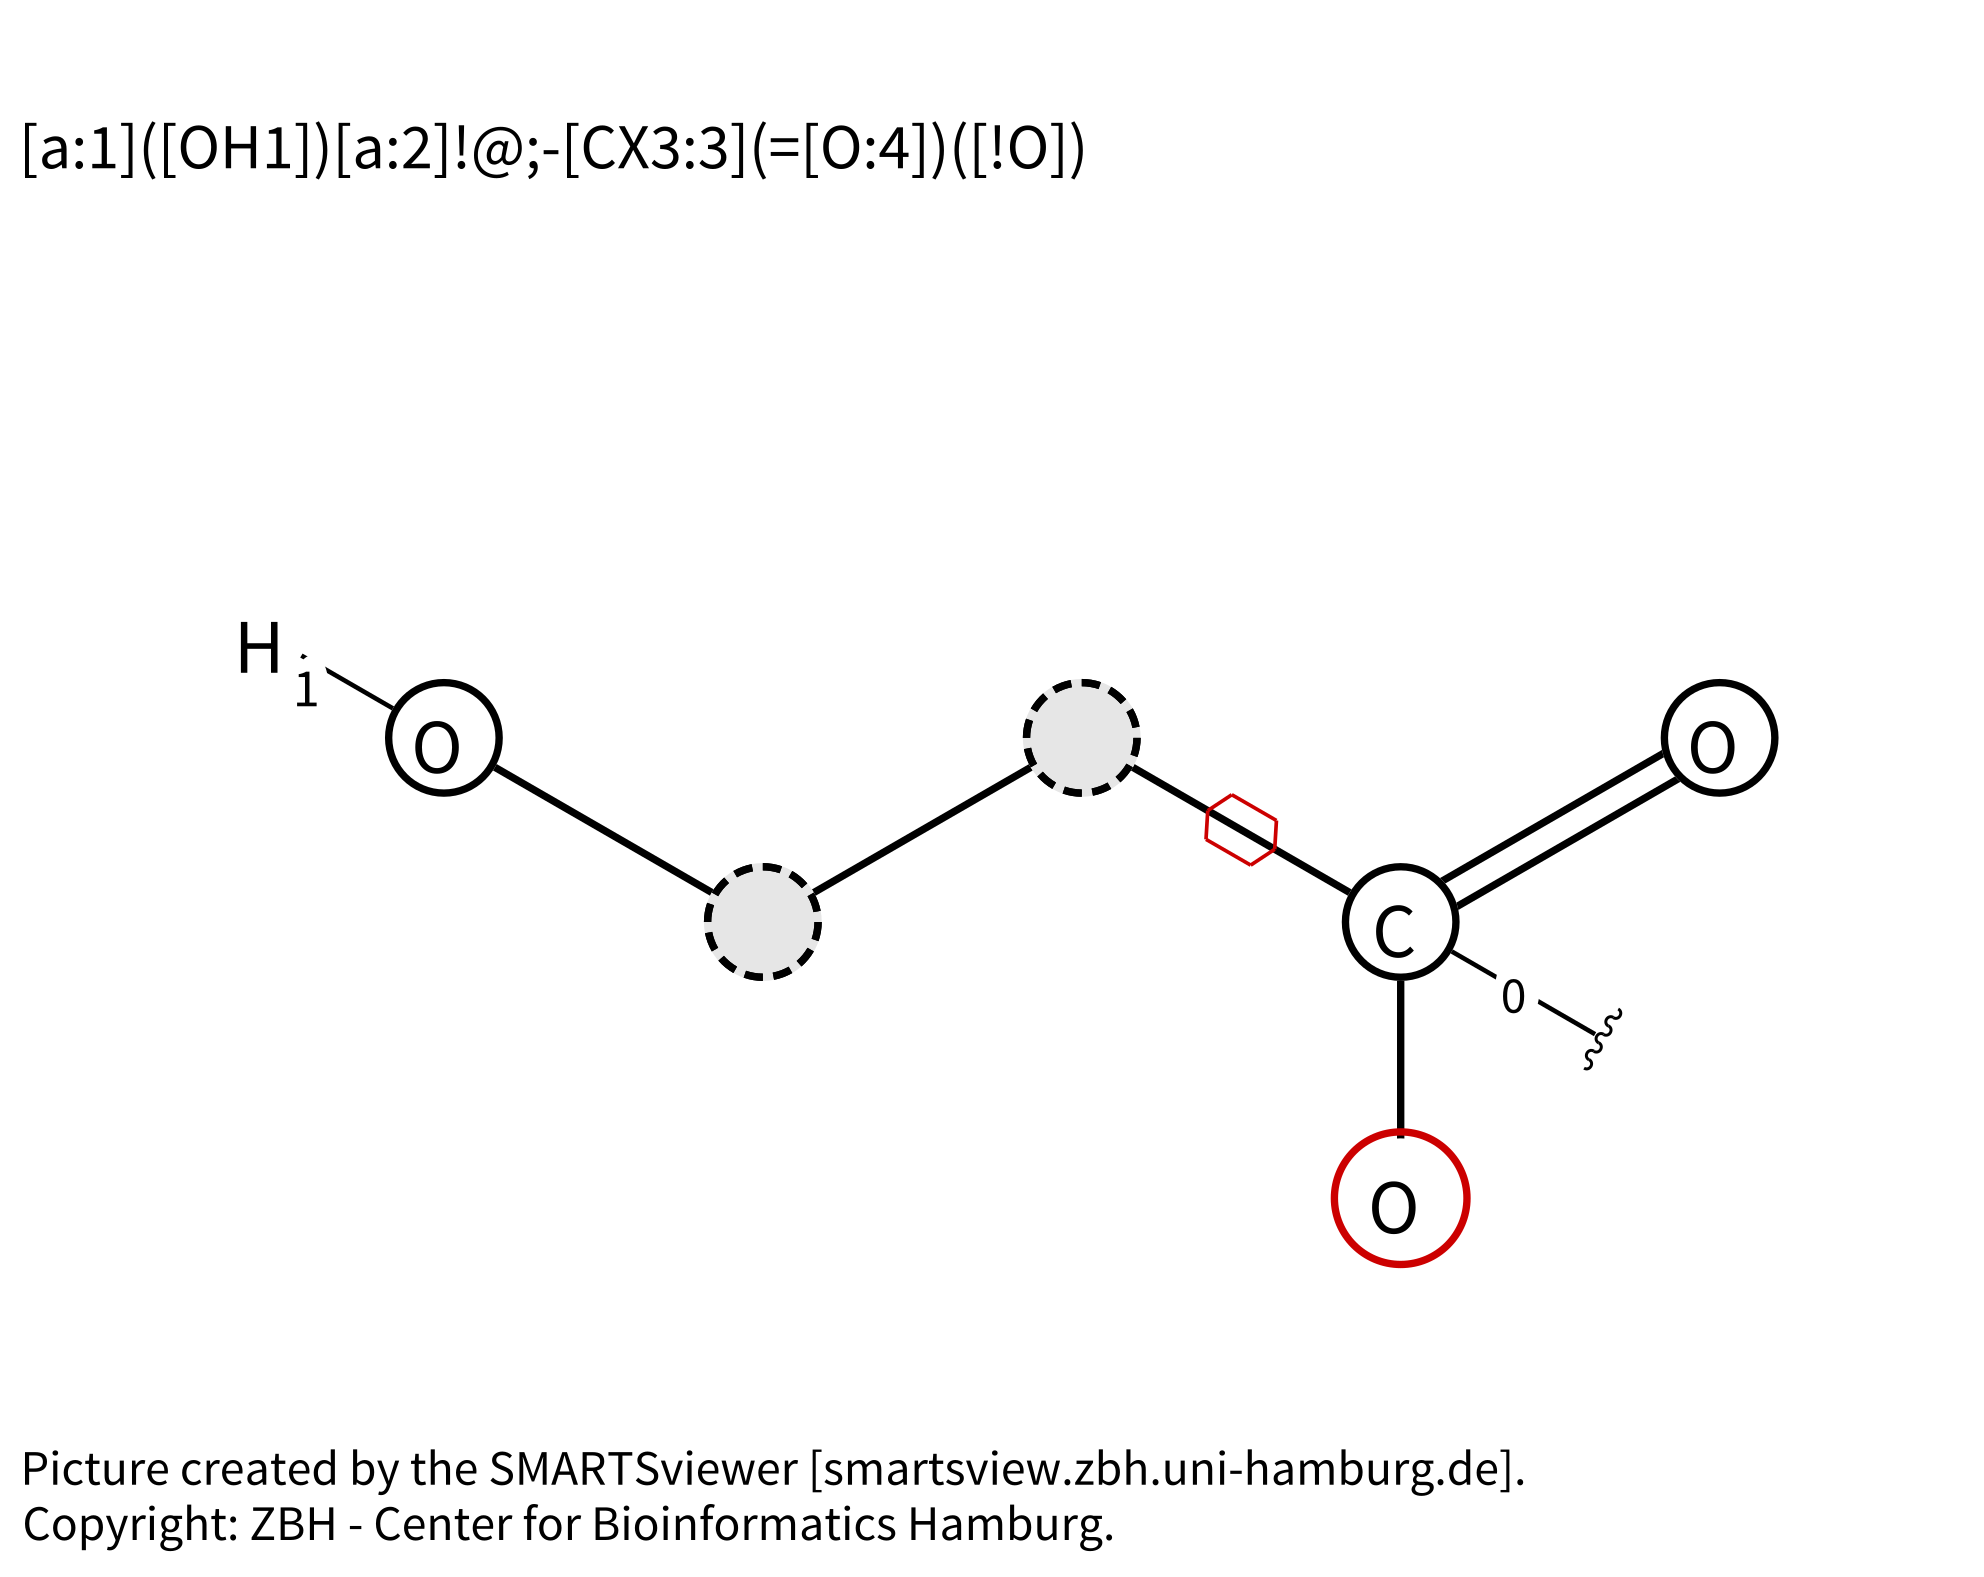 [a:1]([OH1])[a:2]!@;-[CX3:3](=[O:4])([!O])
H
1
O
O
C
0
O
Picture created by the SMARTSviewer [smartsview.zbh.uni-hamburg.de].
Copyright: ZBH - Center for Bioinformatics Hamburg.